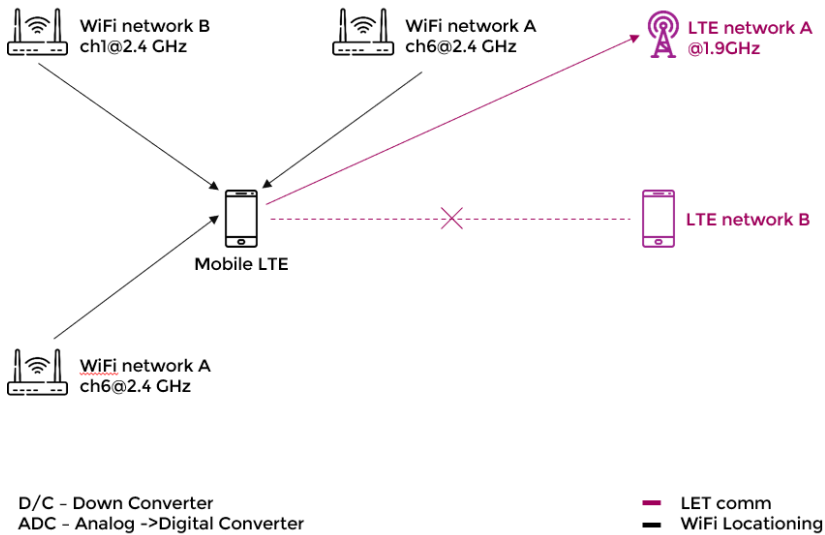 WiFi network B
ch1@2.4 GHz
WiFi network A
ch6@2.4 GHz
LTE network A
@1.9GHz
LTE network B
Mobile LTE
WiFi network A
ch6@2.4 GHz
D/C – Down Converter
ADC – Analog ->Digital Converter
LET comm
WiFi Locationing